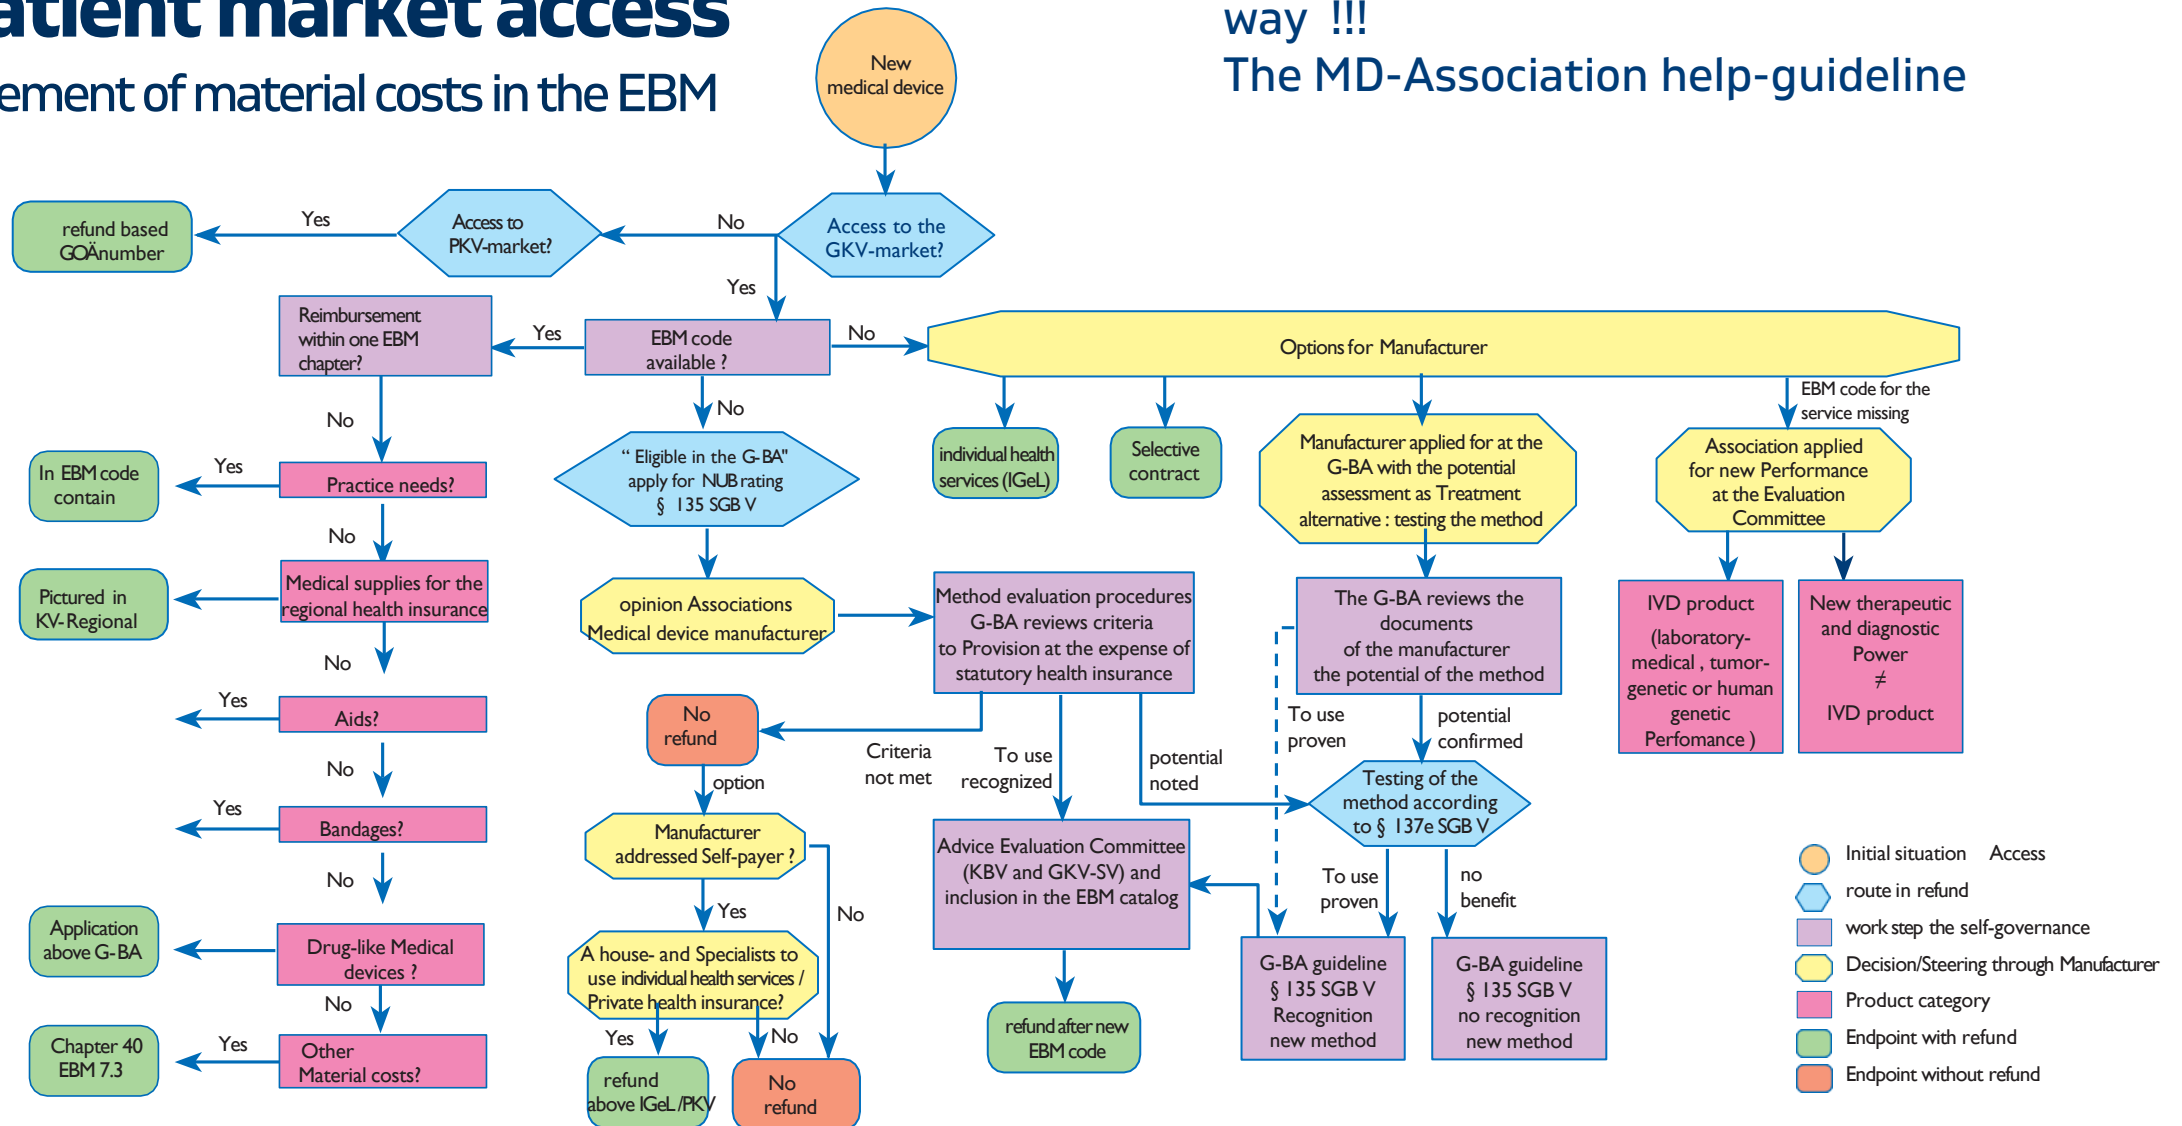 atient market access
ement of material costs in the EBM
way !!!
The MD-Association help-guideline
New
medical device
refund based
GOÄnumber
Yes
Access to
PKV-market?
No
Access to the
GKV-market?
Yes
Reimbursement
within one EBM
chapter?
Yes
EBM code
available ?
No
Options for Manufacturer
No
No
EBM code for the
service missing
In EBM code
contain
Yes
Practice needs?
“ Eligible in the G-BA"
apply for NUB rating
§ 135 SGB V
individual health
services (IGeL)
Selective
contract
Manufacturer applied for at the
G-BA with the potential
assessment as Treatment
alternative : testing the method
Association applied
for new Performance
at the Evaluation
Committee
No
Pictured in
KV-Regional
Medical supplies for the
regional health insurance
opinion Associations
Medical device manufacturer
Method evaluation procedures
G-BA reviews criteria
to Provision at the expense of
statutory health insurance
The G-BA reviews the
documents
of the manufacturer
the potential of the method
IVD product
(laboratory-
medical , tumor-
genetic or human
genetic
Perfomance )
New therapeutic
and diagnostic
Power
≠
IVD product
No
Yes
Aids?
No
refund
Criteria
not met
To use
recognized
potential
noted
To use
proven
potential
confirmed
No
option
Testing of the
method according
to § 137e SGB V
Yes
Bandages?
Manufacturer
addressed Self-payer ?
Advice Evaluation Committee
(KBV and GKV-SV) and
inclusion in the EBM catalog
To use
proven
no
benefit
No
Yes
No
Application
above G-BA
Drug-like Medical
devices ?
A house- and Specialists to
use individual health services /
Private health insurance?
G-BA guideline
§ 135 SGB V
Recognition
new method
G-BA guideline
§ 135 SGB V
no recognition
new method
No
Chapter 40
EBM 7.3
Yes
Other
Material costs?
Yes
No
refund after new
EBM code
refund
above IGeL /PKV
No
refund
Initial situation Access
route in refund
work step the self-governance
Decision/Steering through Manufacturer
Product category
Endpoint with refund
Endpoint without refund